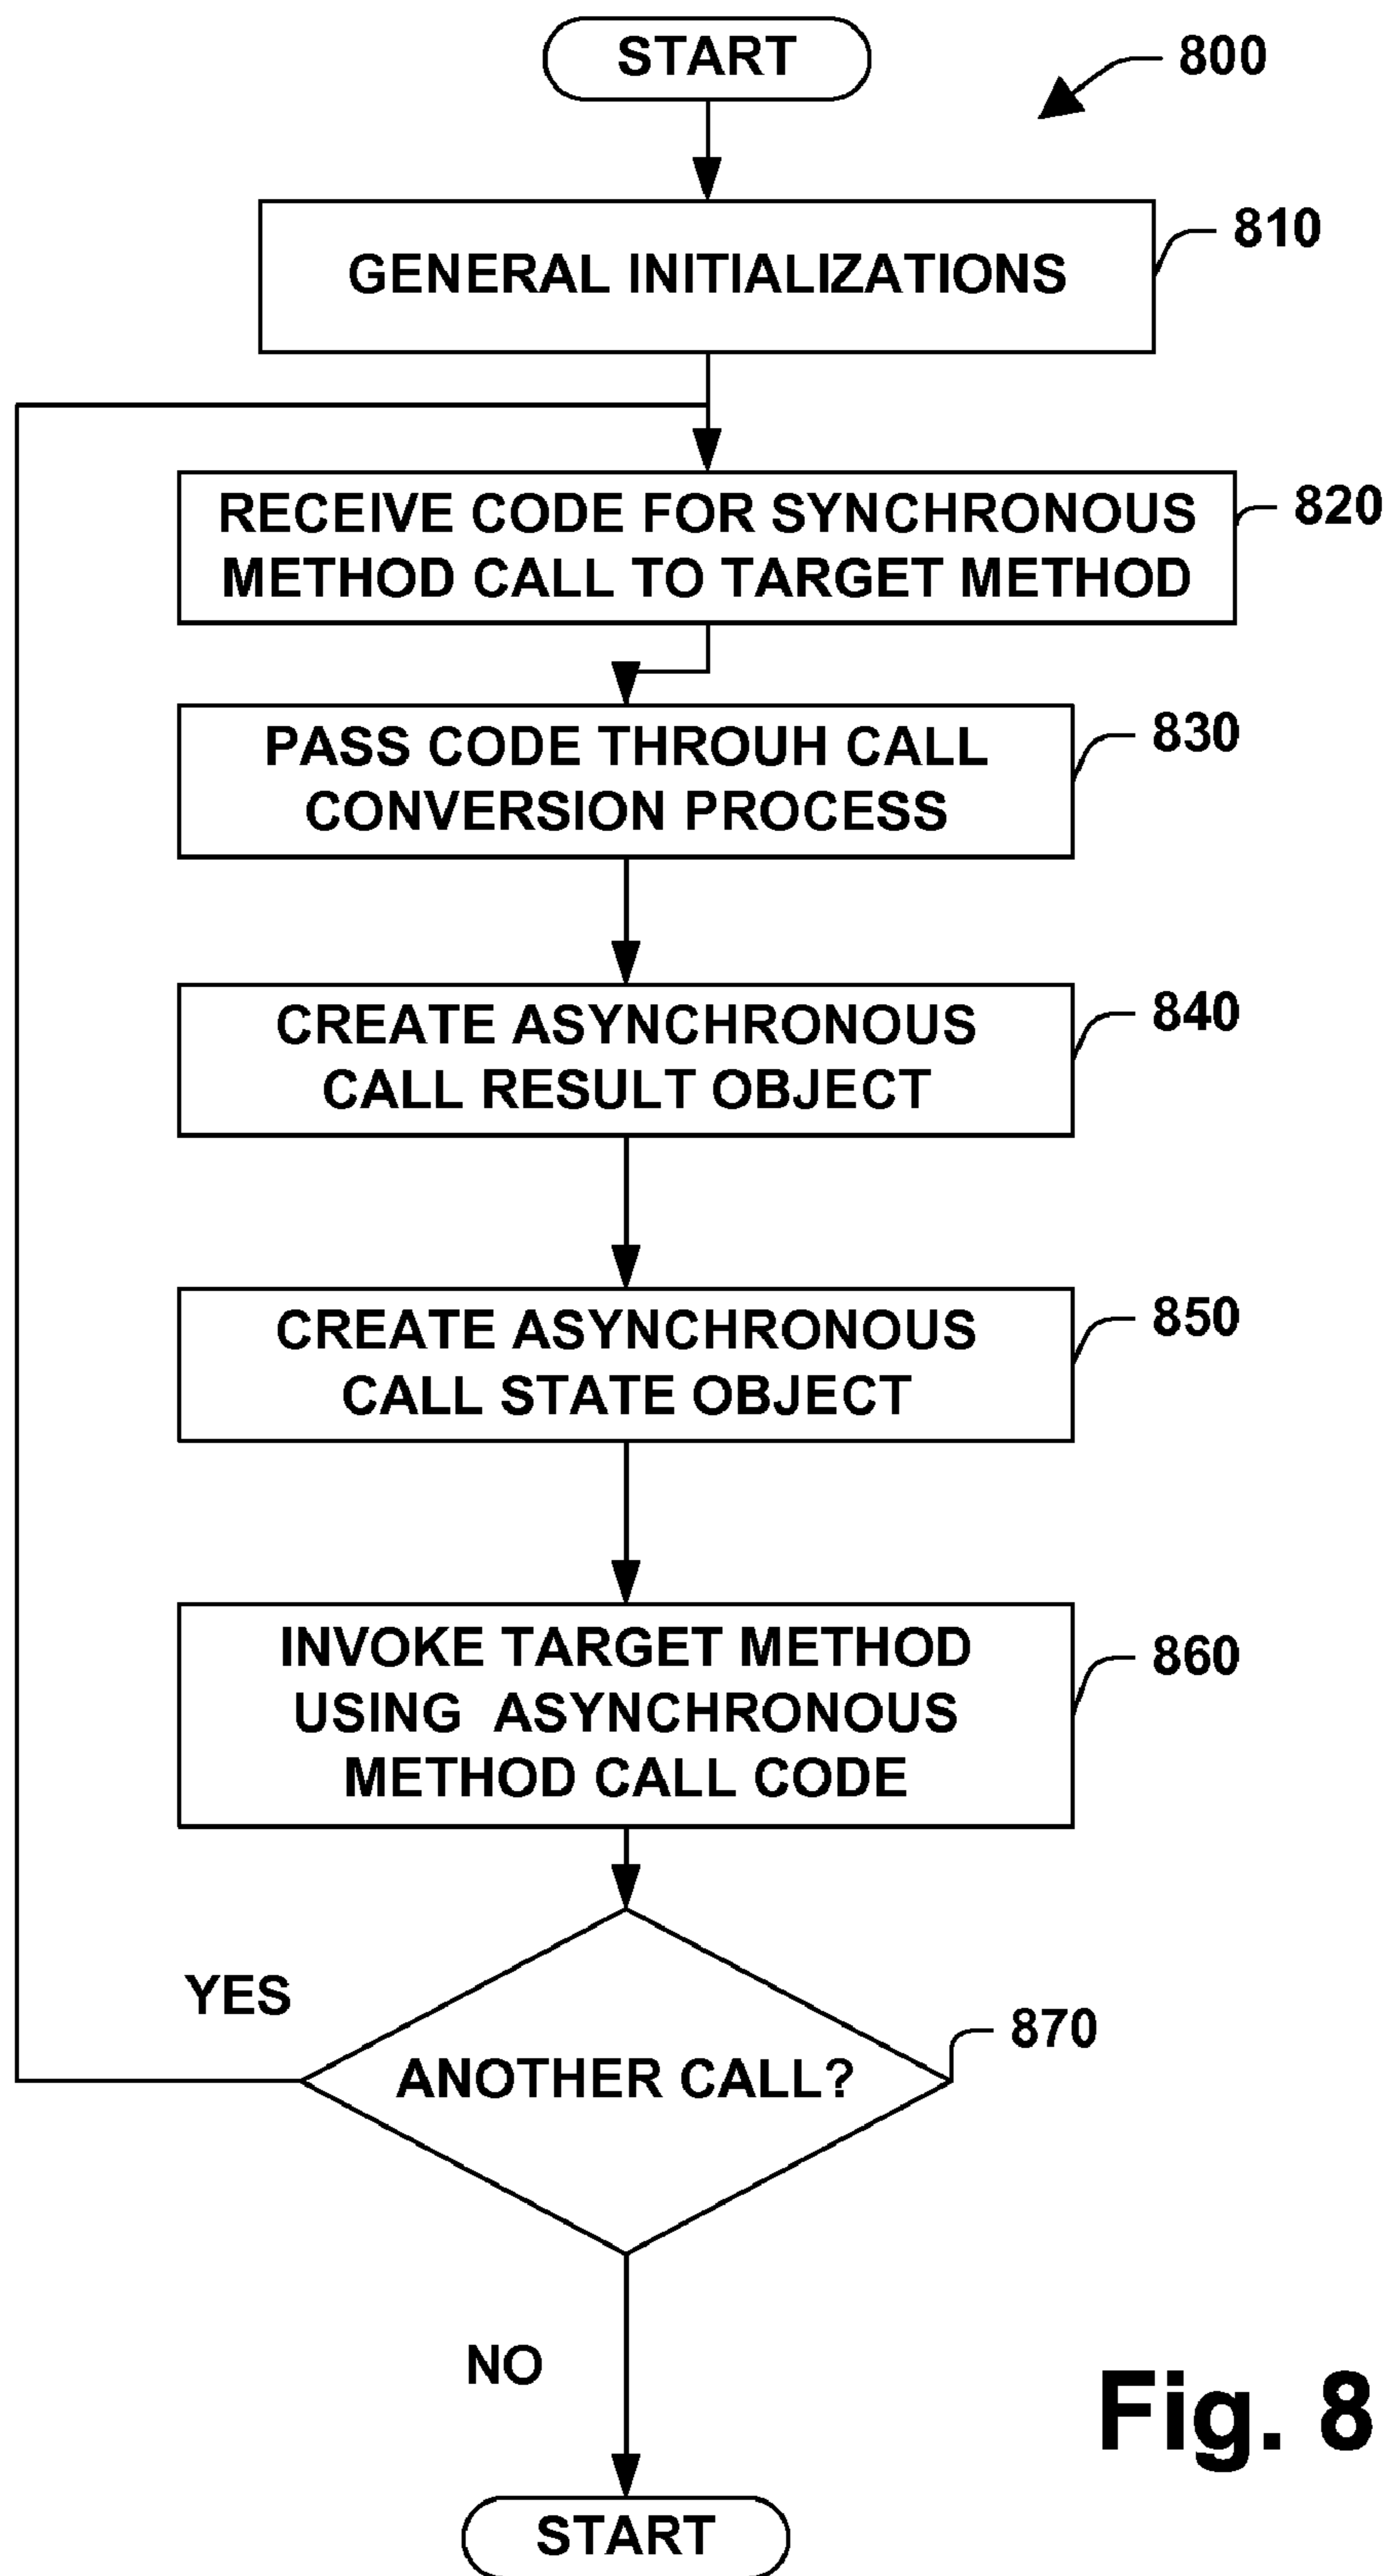 START
800
GENERAL INITIALIZATIONS
810
RECEIVE CODE FOR SYNCHRONOUS
METHOD CALL TO TARGET METHOD
820
PASS CODE THROUH CALL
CONVERSION PROCESS
830
CREATE ASYNCHRONOUS
CALL RESULT OBJECT
840
CREATE ASYNCHRONOUS
CALL STATE OBJECT
850
INVOKE TARGET METHOD
USING ASYNCHRONOUS
METHOD CALL CODE
860
YES
ANOTHER CALL?
870
NO
START
Fig. 8